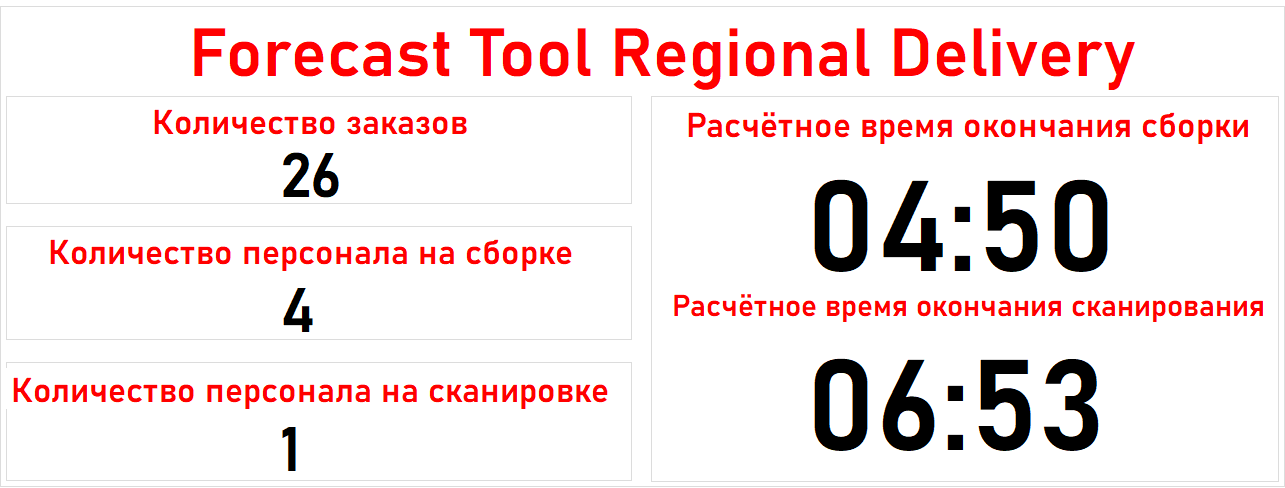 Forecast Tool Regional Delivery
Количество заказов
26
Количество персонала на сборке
4
Количество персонала на сканировке
1
Расчётное время окончания сборки
04:50
Расчётное время окончания сканирования
06:53